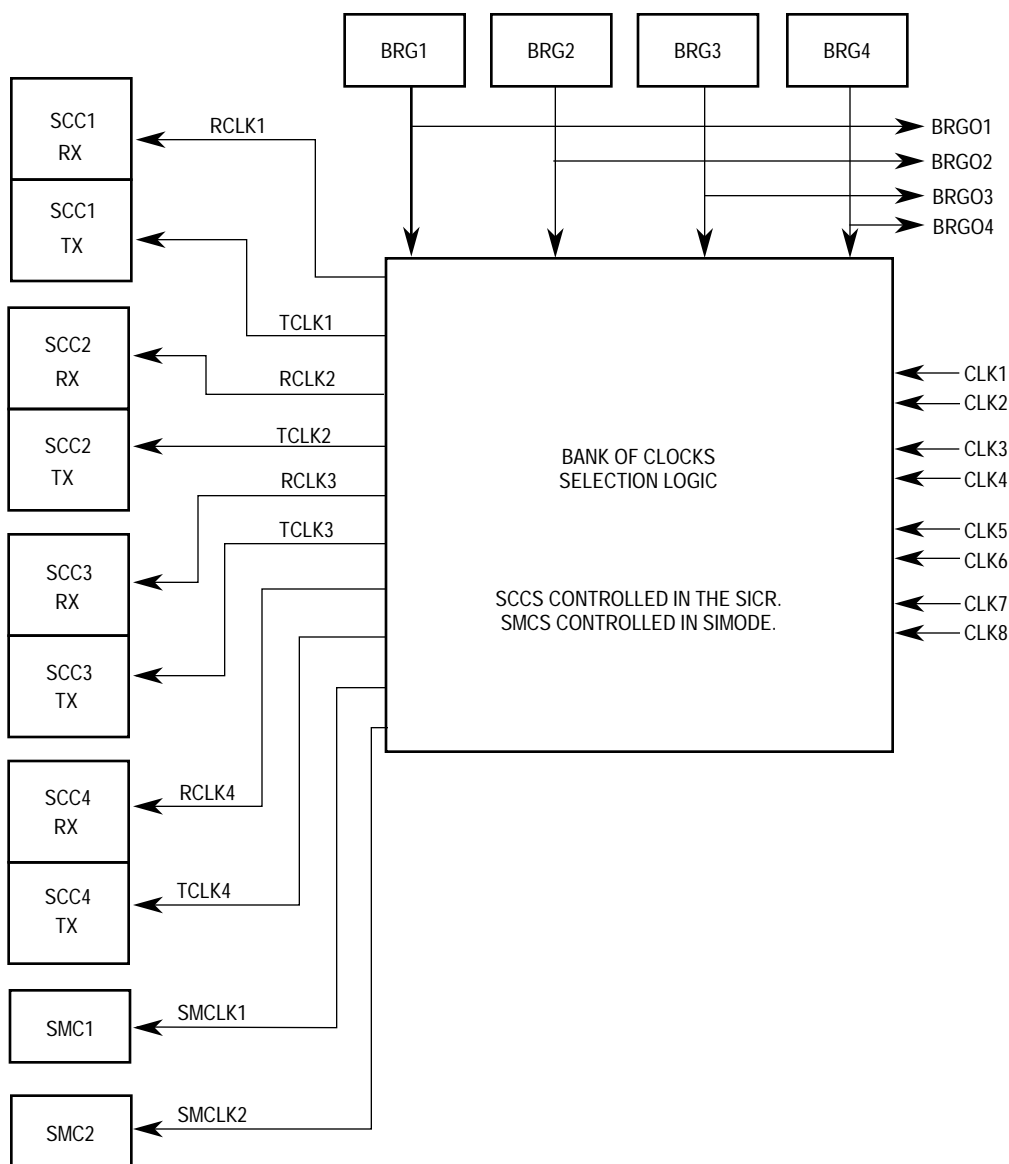 BRG1
BRG2
BRG3
BRG4
BRGO1
BRGO2
BRGO3
BRGO4
SCC1
RX
RCLK1
SCC1
TX
TCLK1
SCC2
RX
RCLK2
SCC2
TX
TCLK2
RCLK3
TCLK3
SCC3
RX
SCC3
TX
SCC4
RX
RCLK4
SCC4
TX
TCLK4
SMC1
SMCLK1
SMC2
SMCLK2
BANK OF CLOCKS
SELECTION LOGIC
SCCS CONTROLLED IN THE SICR.
SMCS CONTROLLED IN SIMODE.
CLK1
CLK2
CLK3
CLK4
CLK5
CLK6
CLK7
CLK8